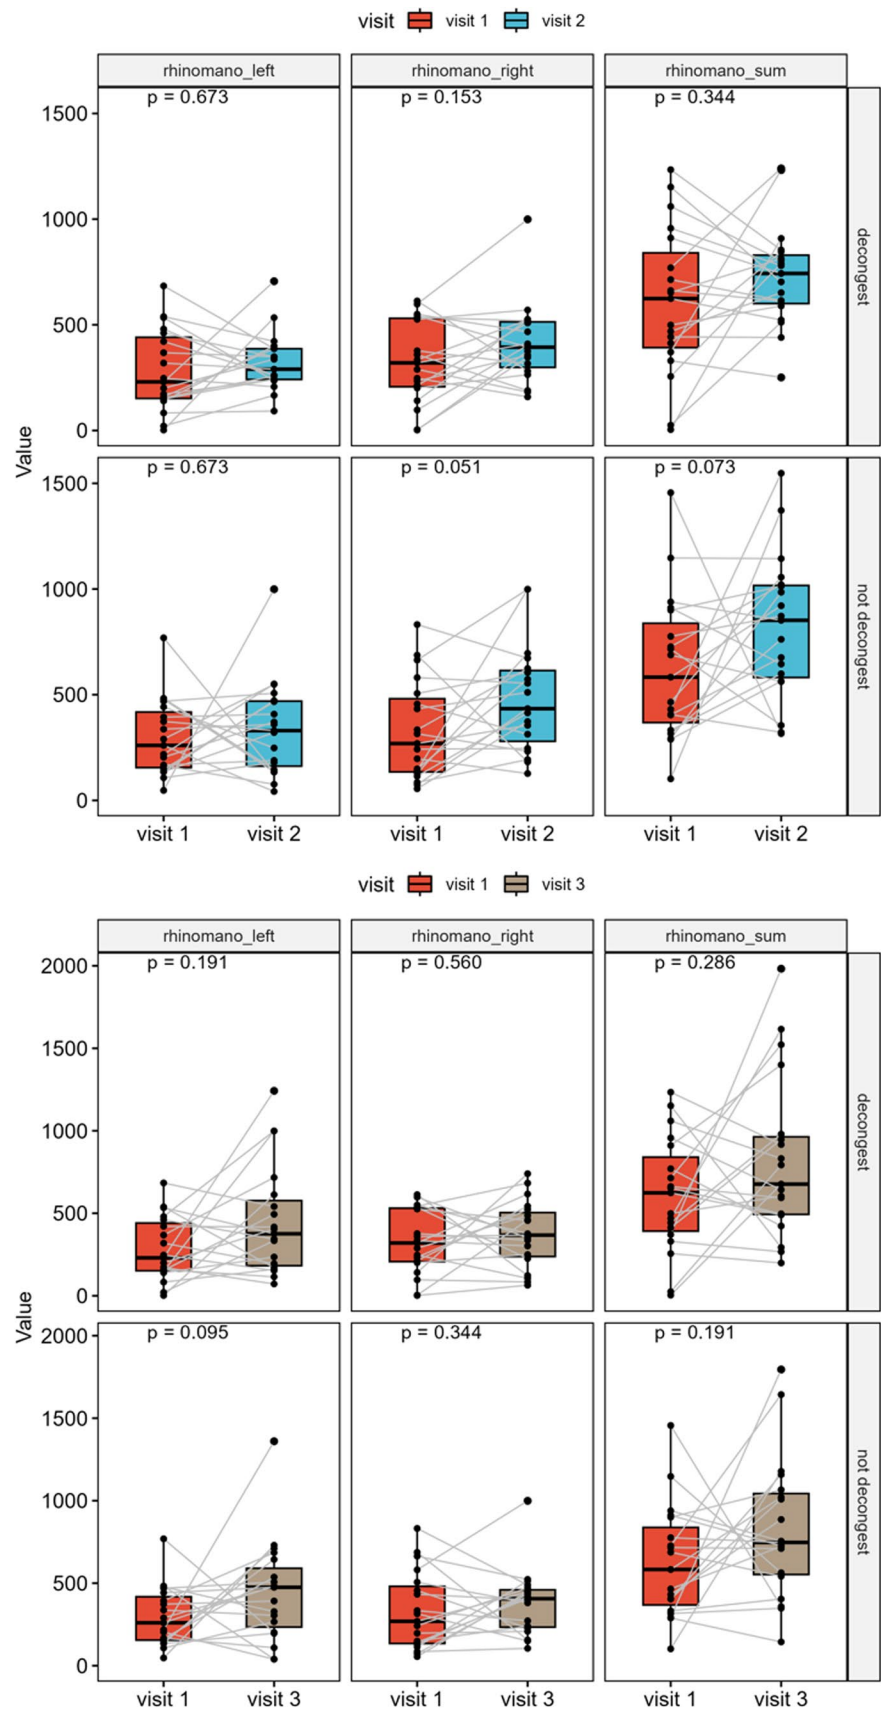 visit visit 1 visit 2
rhinomano_left rhinomano_right rhinomano_sum
p = 0.673 p = 0.153 p = 0.344
1500
1000
500
0
decongest
Value
p = 0.673 p = 0.051 p = 0.073
1500
1000
500
0
not decongest
visit 1 visit 2 visit 1 visit 2 visit 1 visit 2
visit visit 1 visit 3
rhinomano_left rhinomano_right rhinomano_sum
p = 0.191 p = 0.560 p = 0.286
2000
1500
1000
500
0
decongest
Value
p = 0.095 p = 0.344 p = 0.191
2000
1500
1000
500
0
not decongest
visit 1 visit 3 visit 1 visit 3 visit 1 visit 3